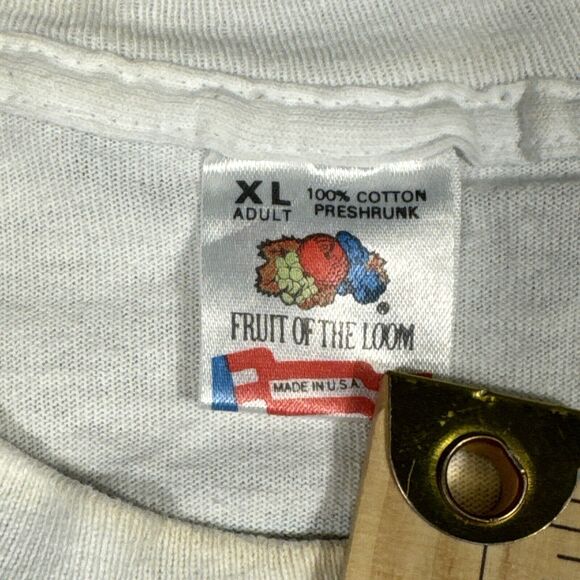 XL 100% COTTON
ADULT PRESHRUNK
®
FRUIT OF THE LOOM
MADE IN U.S.A.